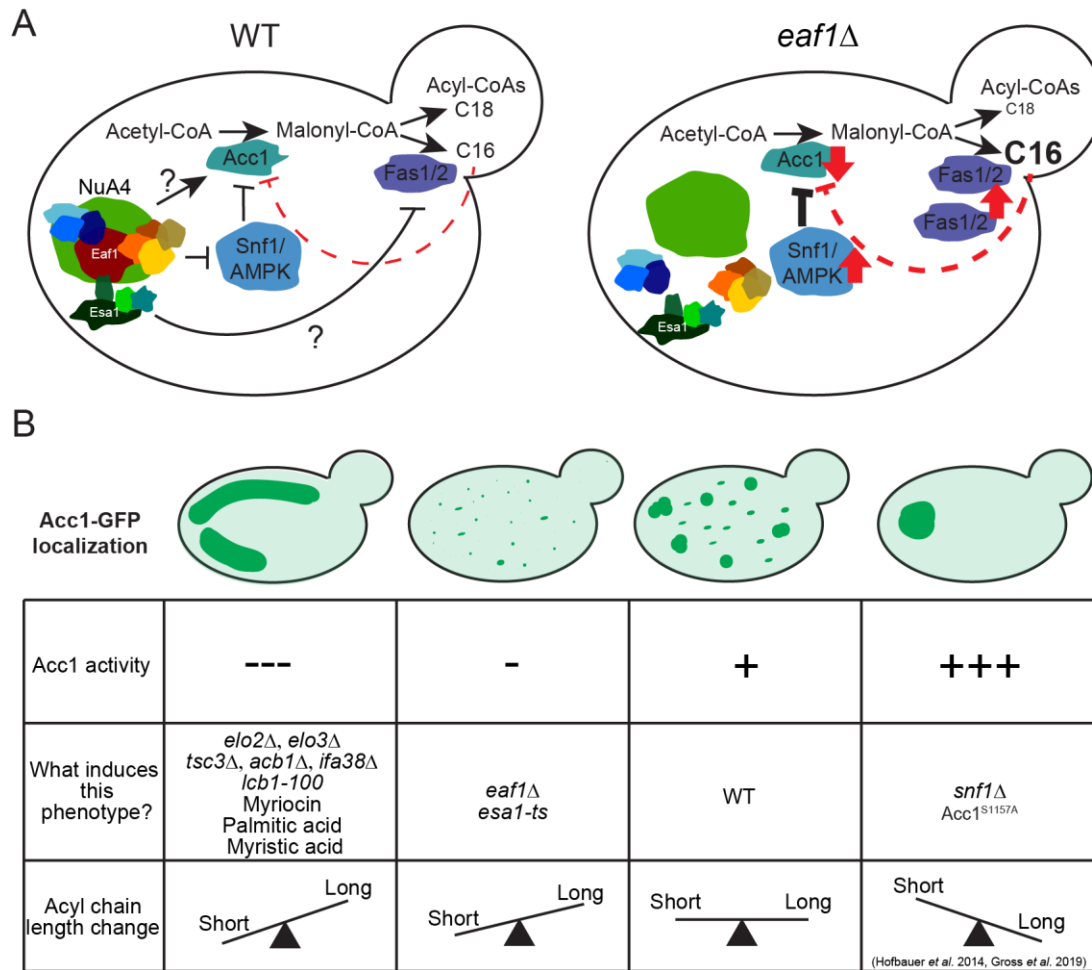 A
WT
Acyl-CoAs
C18
Acetyl-CoA
Malonyl-CoA
C16
Acc1
Fas1/2
?
NuA4
Eaf1
Snf1/
AMPK
Esa1
?
eaf1Δ
Acyl-CoAs
C18
Acetyl-CoA
Malonyl-CoA
C16
Acc1
Fas1/2
Fas1/2
Snf1/
AMPK
Esa1
B
Acc1-GFP
localization
Acc1 activity
---
-
+
+++
What induces
this
phenotype?
elo2Δ, elo3Δ
tsc3Δ, acb1Δ, ifa38Δ
lcb1-100
Myriocin
Palmitic acid
Myristic acid
eaf1Δ
esa1-ts
WT
snf1Δ
Acc1S1157A
Acyl chain
length change
Short Long
Short Long
Short Long
Short Long
(Hofbauer et al. 2014, Gross et al. 2019)